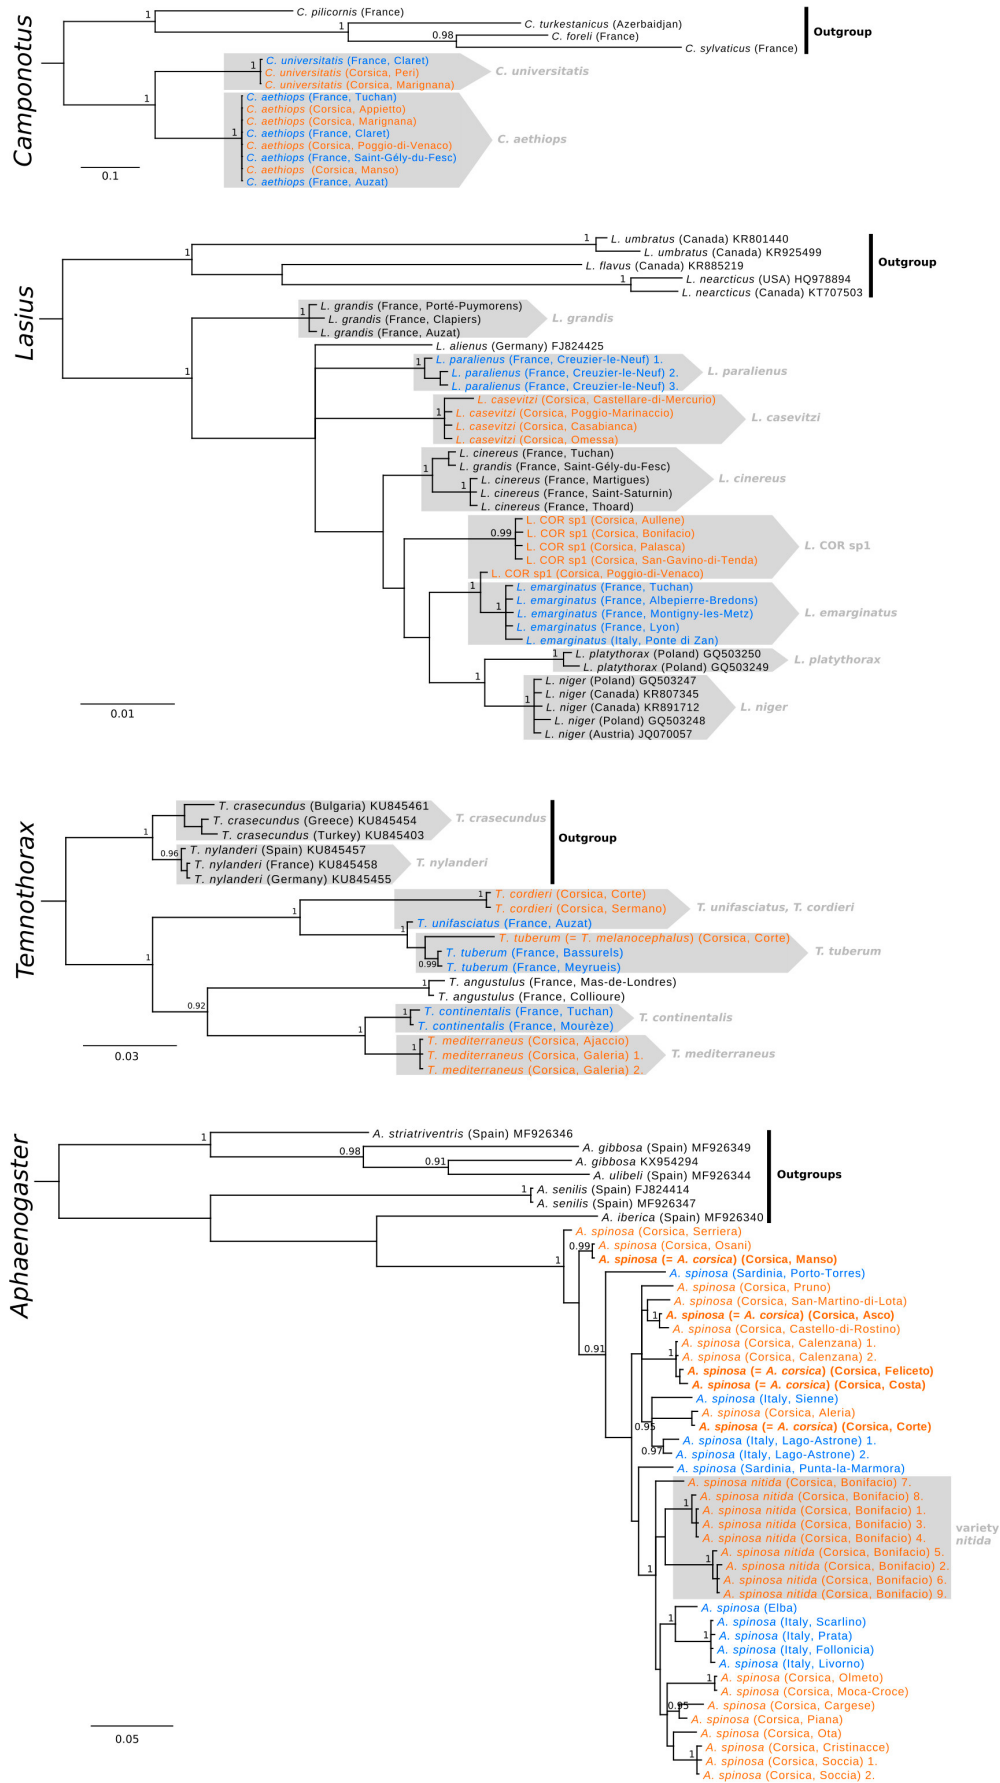 Camponotus
C. pilicornis (France)
1
C. turkestanicus (Azerbaidjan)
1
C. foreli (France)
0.98
C. sylvaticus (France)
Outgroup
C. universitatis (France, Claret)
1
C. universitatis (Corsica, Peri)
C. universitatis (Corsica, Marignana)
C. universitatis
1
C. aethiops (France, Tuchan)
C. aethiops (Corsica, Appietto)
C. aethiops (Corsica, Marignana)
1
C. aethiops (France, Claret)
C. aethiops (Corsica, Poggio-di-Venaco)
C. aethiops (France, Saint-Gély-du-Fesc)
C. aethiops (Corsica, Manso)
C. aethiops (France, Auzat)
C. aethiops
0.1
Lasius
1
L. umbratus (Canada) KR801440
L. umbratus (Canada) KR925499
1
L. flavus (Canada) KR885219
1
L. nearcticus (USA) HQ978894
L. nearcticus (Canada) KT707503
Outgroup
L. grandis (France, Porté-Puymorens)
1
L. grandis (France, Clapiers)
L. grandis (France, Auzat)
L. grandis
1
L. alienus (Germany) FJ824425
L. paralienus (France, Creuzier-le-Neuf) 1.
1
L. paralienus (France, Creuzier-le-Neuf) 2.
L. paralienus (France, Creuzier-le-Neuf) 3.
L. paralienus
L. casevitzi (Corsica, Castellare-di-Mercurio)
1
L. casevitzi (Corsica, Poggio-Marinaccio)
L. casevitzi (Corsica, Casabianca)
L. casevitzi (Corsica, Omessa)
L. casevitzi
L. cinereus (France, Tuchan)
1
L. grandis (France, Saint-Gély-du-Fesc)
L. cinereus (France, Martigues)
1
L. cinereus (France, Saint-Saturnin)
L. cinereus (France, Thoard)
L. cinereus
L. COR sp1 (Corsica, Aullene)
0.99
L. COR sp1 (Corsica, Bonifacio)
L. COR sp1 (Corsica, Palasca)
L. COR sp1 (Corsica, San-Gavino-di-Tenda)
L. COR sp1
L. COR sp1 (Corsica, Poggio-di-Venaco)
1
L. emarginatus (France, Tuchan)
L. emarginatus (France, Albepierre-Bredons)
1
L. emarginatus (France, Montigny-les-Metz)
L. emarginatus (France, Lyon)
L. emarginatus (Italy, Ponte di Zan)
L. emarginatus
1
L. platythorax (Poland) GQ503250
L. platythorax (Poland) GQ503249
L. platythorax
1
L. niger (Poland) GQ503247
L. niger (Canada) KR807345
1
L. niger (Canada) KR891712
L. niger (Poland) GQ503248
L. niger (Austria) JQ070057
L. niger
0.01
Temnothorax
T. crasecundus (Bulgaria) KU845461
T. crasecundus (Greece) KU845454
T. crasecundus (Turkey) KU845403
T. crasecundus
1
T. nylanderi (Spain) KU845457
0.96
T. nylanderi (France) KU845458
T. nylanderi (Germany) KU845455
T. nylanderi
Outgroup
T. cordieri (Corsica, Corte)
1
T. cordieri (Corsica, Sermano)
T. unifasciatus, T. cordieri
1
T. unifasciatus (France, Auzat)
1
T. tuberum (= T. melanocephalus) (Corsica, Corte)
T. tuberum (France, Bassurels)
0.99
T. tuberum (France, Meyrueis)
T. tuberum
1
T. angustulus (France, Mas-de-Londres)
1
T. angustulus (France, Collioure)
0.92
T. continentalis (France, Tuchan)
1
T. continentalis (France, Mourèze)
T. continentalis
1
T. mediterraneus (Corsica, Ajaccio)
1
T. mediterraneus (Corsica, Galeria) 1.
T. mediterraneus (Corsica, Galeria) 2.
T. mediterraneus
0.03
Aphaenogaster
1
A. striatriventris (Spain) MF926346
0.98
A. gibbosa (Spain) MF926349
0.91
A. gibbosa KX954294
A. ulibeli (Spain) MF926344
1
A. senilis (Spain) FJ824414
A. senilis (Spain) MF926347
A. iberica (Spain) MF926340
Outgroups
A. spinosa (Corsica, Serriera)
1
0.99
A. spinosa (Corsica, Osani)
A. spinosa (= A. corsica) (Corsica, Manso)
0.91
A. spinosa (Sardinia, Porto-Torres)
A. spinosa (Corsica, Pruno)
A. spinosa (Corsica, San-Martino-di-Lota)
1
A. spinosa (= A. corsica) (Corsica, Asco)
A. spinosa (Corsica, Castello-di-Rostino)
A. spinosa (Corsica, Calenzana) 1.
1
A. spinosa (Corsica, Calenzana) 2.
A. spinosa (= A. corsica) (Corsica, Feliceto)
A. spinosa (= A. corsica) (Corsica, Costa)
A. spinosa (Italy, Sienne)
A. spinosa (Corsica, Aleria)
0.95
A. spinosa (= A. corsica) (Corsica, Corte)
A. spinosa (Italy, Lago-Astrone) 1.
0.97
A. spinosa (Italy, Lago-Astrone) 2.
A. spinosa (Sardinia, Punta-la-Marmora)
A. spinosa nitida (Corsica, Bonifacio) 7.
A. spinosa nitida (Corsica, Bonifacio) 8.
1
A. spinosa nitida (Corsica, Bonifacio) 1.
A. spinosa nitida (Corsica, Bonifacio) 3.
A. spinosa nitida (Corsica, Bonifacio) 4.
A. spinosa nitida (Corsica, Bonifacio) 5.
1
A. spinosa nitida (Corsica, Bonifacio) 2.
A. spinosa nitida (Corsica, Bonifacio) 6.
A. spinosa nitida (Corsica, Bonifacio) 9.
variety
nitida
1
A. spinosa (Elba)
A. spinosa (Italy, Scarlino)
1
A. spinosa (Italy, Prata)
A. spinosa (Italy, Follonicia)
A. spinosa (Italy, Livorno)
A. spinosa (Corsica, Olmeto)
1
A. spinosa (Corsica, Moca-Croce)
0.95
A. spinosa (Corsica, Cargese)
A. spinosa (Corsica, Piana)
A. spinosa (Corsica, Ota)
A. spinosa (Corsica, Cristinacce)
1
A. spinosa (Corsica, Soccia) 1.
A. spinosa (Corsica, Soccia) 2.
0.05